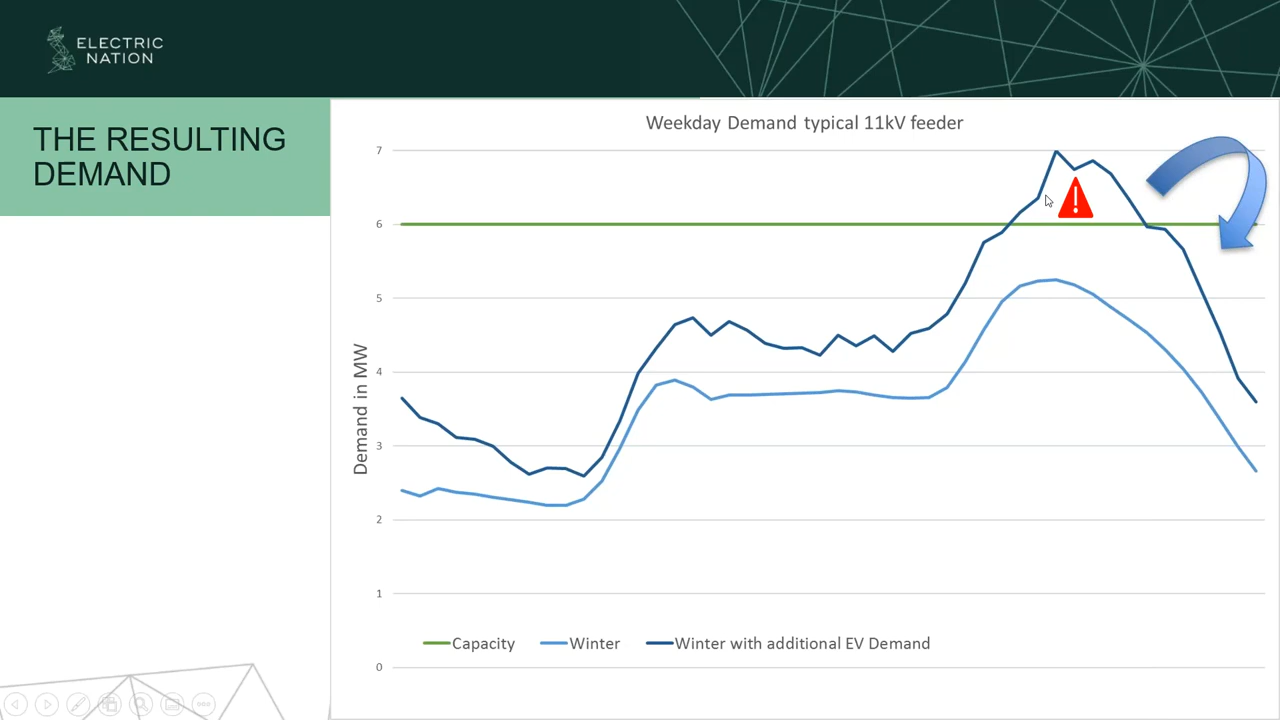 ELECTRIC
NATION
THE RESULTING
DEMAND
Weekday Demand typical 11kV feeder
7
6
5
4
3
2
1
0
Demand in MW
!
Capacity
Winter
Winter with additional EV Demand